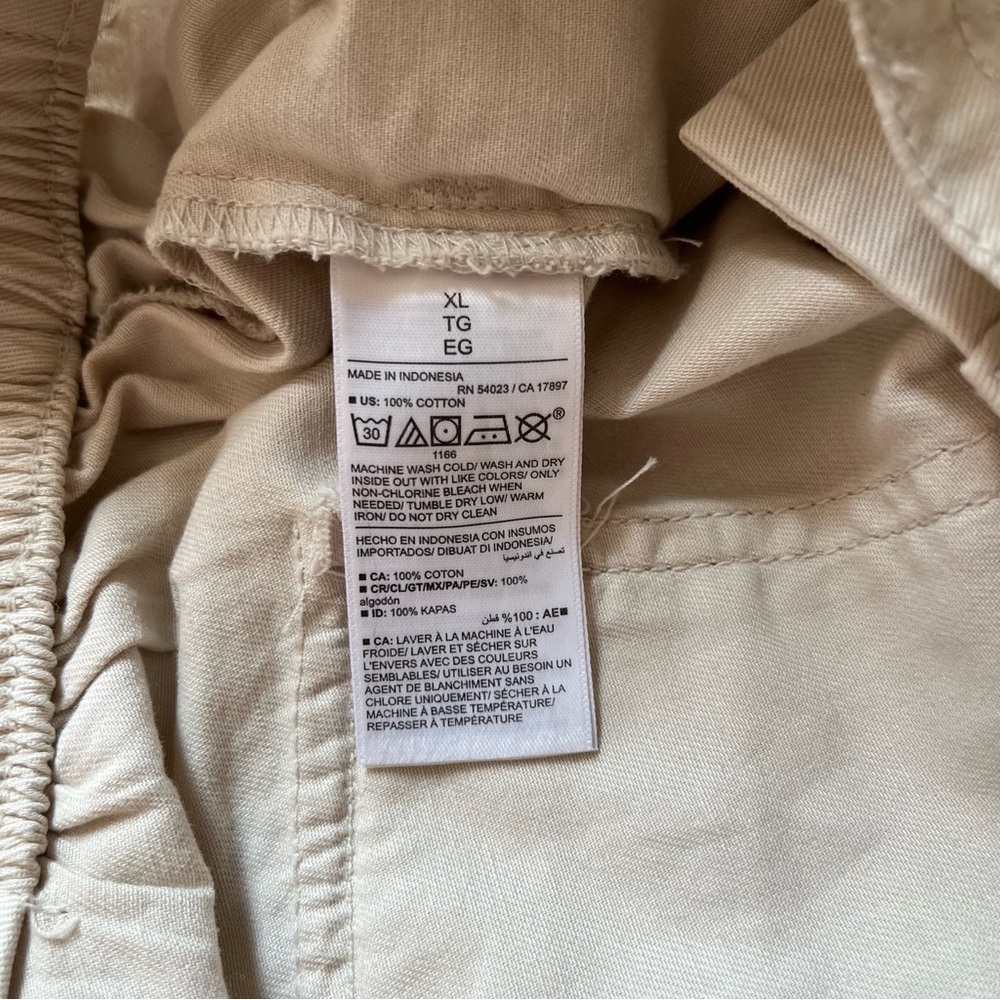 XL
TG
EG
MADE IN INDONESIA
RN 54023 / CA 17897
■ US: 100% COTTON
30
®
1166
MACHINE WASH COLD/ WASH AND DRY
INSIDE OUT WITH LIKE COLORS/ ONLY
NON-CHLORINE BLEACH WHEN
NEEDED/ TUMBLE DRY LOW/ WARM
IRON/ DO NOT DRY CLEAN
HECHO EN INDONESIA CON INSUMOS
IMPORTADOS/ DIBUAT DI INDONESIA/
تصنع في اندونيسيا
■ CA: 100% COTON
■ CR/CL/GT/MX/PA/PE/SV: 100%
algodón
■ ID: 100% KAPAS
■AE : 100% قطن
■ CA: LAVER À LA MACHINE À L'EAU
FROIDE/ LAVER ET SÉCHER SUR
L'ENVERS AVEC DES COULEURS
SEMBLABLES/ UTILISER AU BESOIN UN
AGENT DE BLANCHIMENT SANS
CHLORE UNIQUEMENT/ SÉCHER À LA
MACHINE À BASSE TEMPÉRATURE/
REPASSER À TEMPÉRATURE